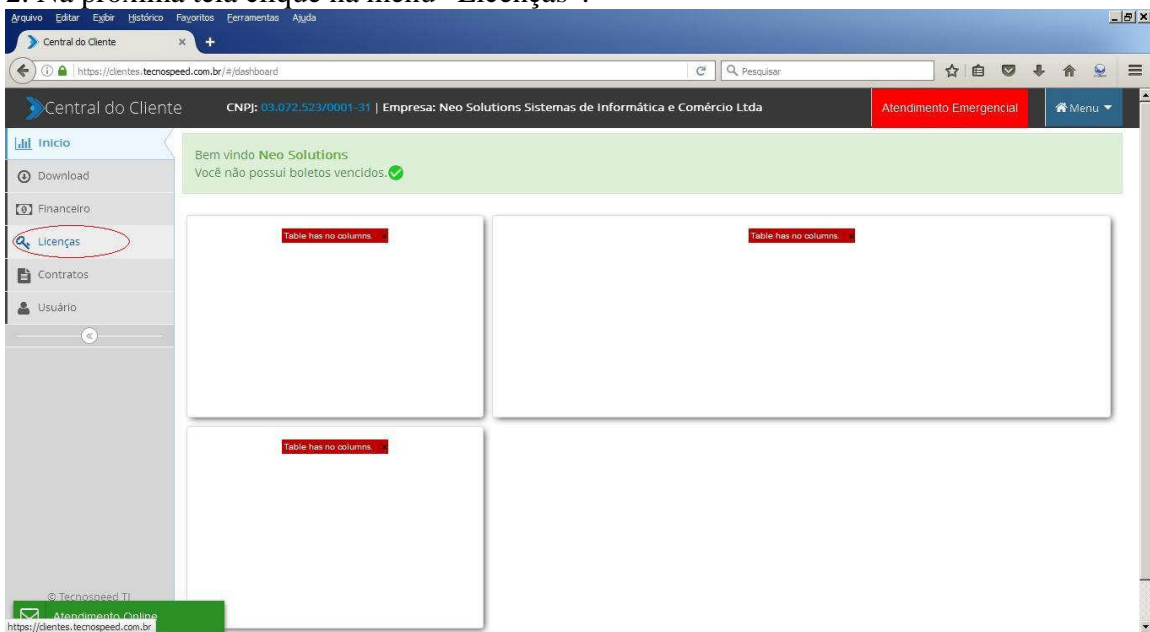 2. Na próxima tela clique na menu "Licenças".
Arquivo Editar Exibir Histórico Favoritos Ferramentas Ajuda
Central do Cliente × +
https://clientes.tecnospeed.com.br/#/dashboard
Pesquisar
Central do Cliente
CNPJ: 03.072.523/0001-31 | Empresa: Neo Solutions Sistemas de Informática e Comércio Ltda
Atendimento Emergencial
Menu
Inicio
Download
Financeiro
Licenças
Contratos
Usuário
Bem vindo Neo Solutions
Você não possui boletos vencidos.
Table has no columns. ×
Table has no columns. ×
Table has no columns. ×
© Tecnospeed TI
Atendimento Online
https://clientes.tecnospeed.com.br